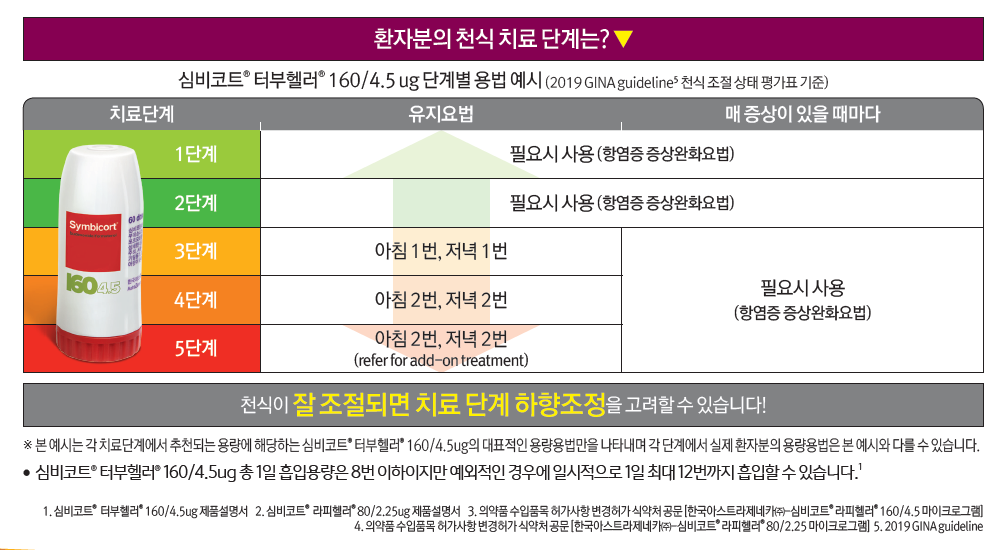 환자분의 천식 치료 단계는? ▼
심비코트® 터부헬러® 160/4.5 ug 단계별 용법 예시 (2019 GINA guideline⁵ 천식 조절 상태 평가표 기준)
치료단계 유지요법 매 증상이 있을 때마다
1단계 필요시 사용 (항염증 증상완화요법)
2단계 필요시 사용 (항염증 증상완화요법)
3단계 아침 1번, 저녁 1번
4단계 아침 2번, 저녁 2번
5단계 아침 2번, 저녁 2번
(refer for add-on treatment)
필요시 사용
(항염증 증상완화요법)
Symbicort®
160/4.5
천식이 잘 조절되면 치료 단계 하향조정을 고려할 수 있습니다!
※ 본 예시는 각 치료단계에서 추천되는 용량에 해당하는 심비코트® 터부헬러® 160/4.5ug의 대표적인 용량용법만을 나타내며 각 단계에서 실제 환자분의 용량용법은 본 예시와 다를 수 있습니다.
• 심비코트® 터부헬러® 160/4.5ug 총 1일 흡입용량은 8번 이하이지만 예외적인 경우에 일시적으로 1일 최대 12번까지 흡입할 수 있습니다.¹
1. 심비코트® 터부헬러® 160/4.5ug 제품설명서 2. 심비코트® 라피헬러® 80/2.25ug 제품설명서 3. 의약품 수입품목 허가사항 변경허가 식약처 공문 [한국아스트라제네카㈜-심비코트® 라피헬러® 160/4.5 마이크로그램]
4. 의약품 수입품목 허가사항 변경허가 식약처 공문 [한국아스트라제네카㈜-심비코트® 라피헬러® 80/2.25 마이크로그램] 5. 2019 GINA guideline